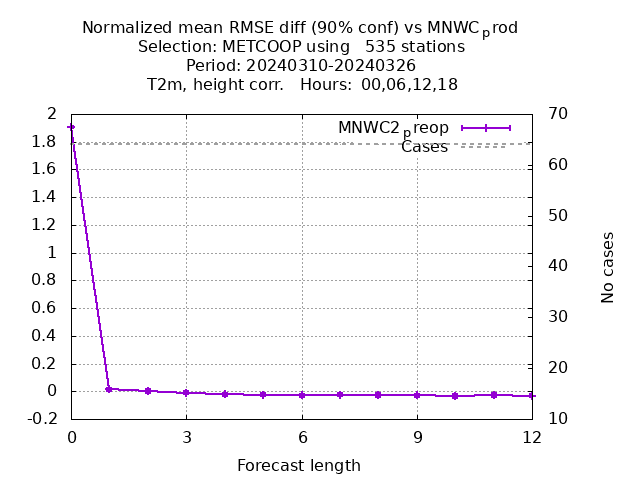 Normalized mean RMSE diff (90% conf) vs MNWCprod
Selection: METCOOP using   535 stations
Period: 20240310-20240326
T2m, height corr.   Hours:  00,06,12,18
2
1.8
1.6
1.4
1.2
1
0.8
0.6
0.4
0.2
0
-0.2
MNWC2preop
Cases
70
60
50
40
30
20
10
No cases
0 3 6 9 12
Forecast length